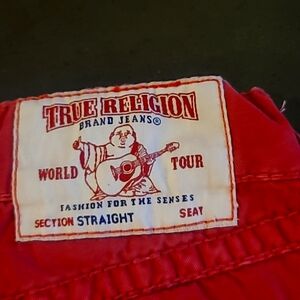 TRUE RELIGION
BRAND JEANS®
WORLD TOUR
FASHION FOR THE SENSES
SECTION STRAIGHT SEAT